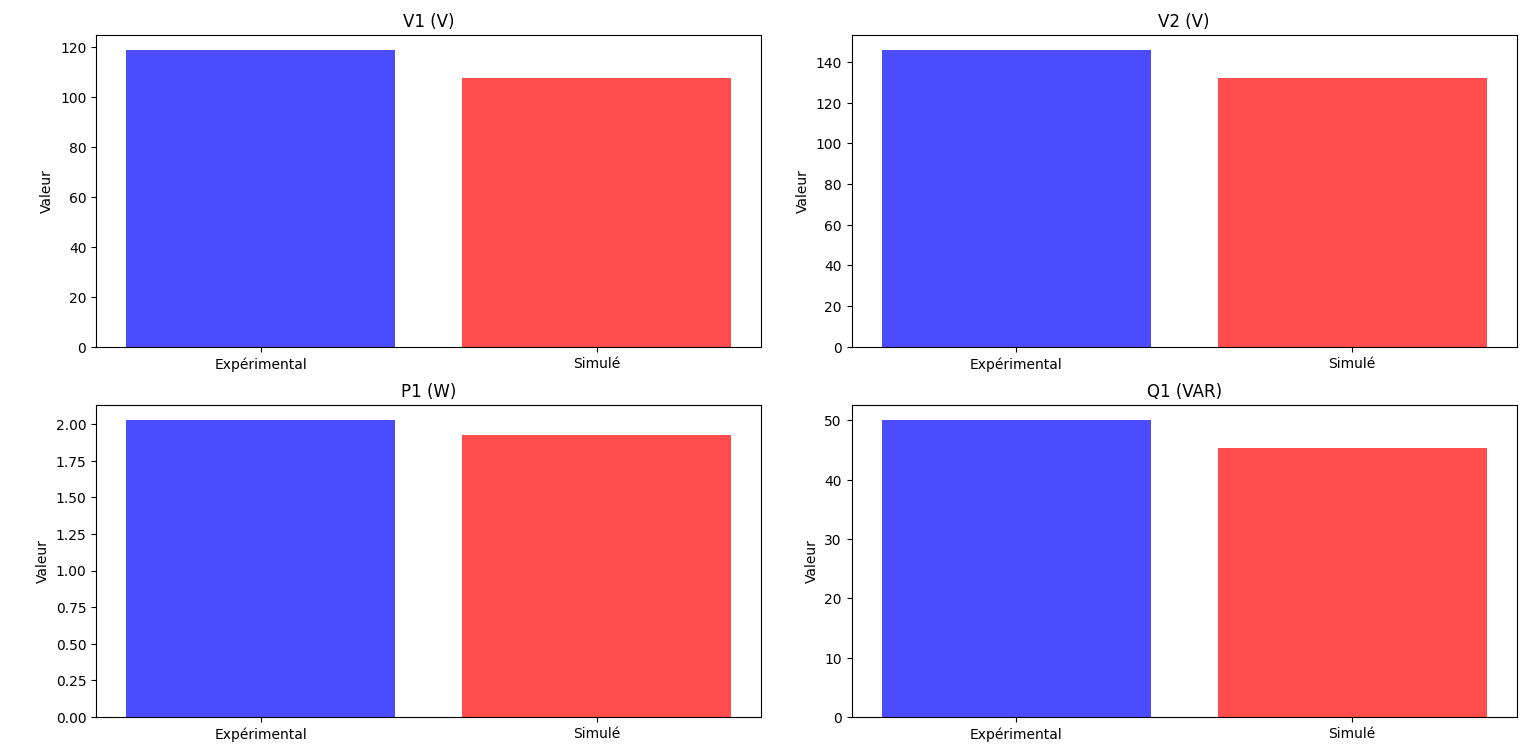 V1 (V)
Valeur
120
100
80
60
40
20
0
Expérimental
Simulé
V2 (V)
Valeur
140
120
100
80
60
40
20
0
Expérimental
Simulé
P1 (W)
Valeur
2.00
1.75
1.50
1.25
1.00
0.75
0.50
0.25
0.00
Expérimental
Simulé
Q1 (VAR)
Valeur
50
40
30
20
10
0
Expérimental
Simulé